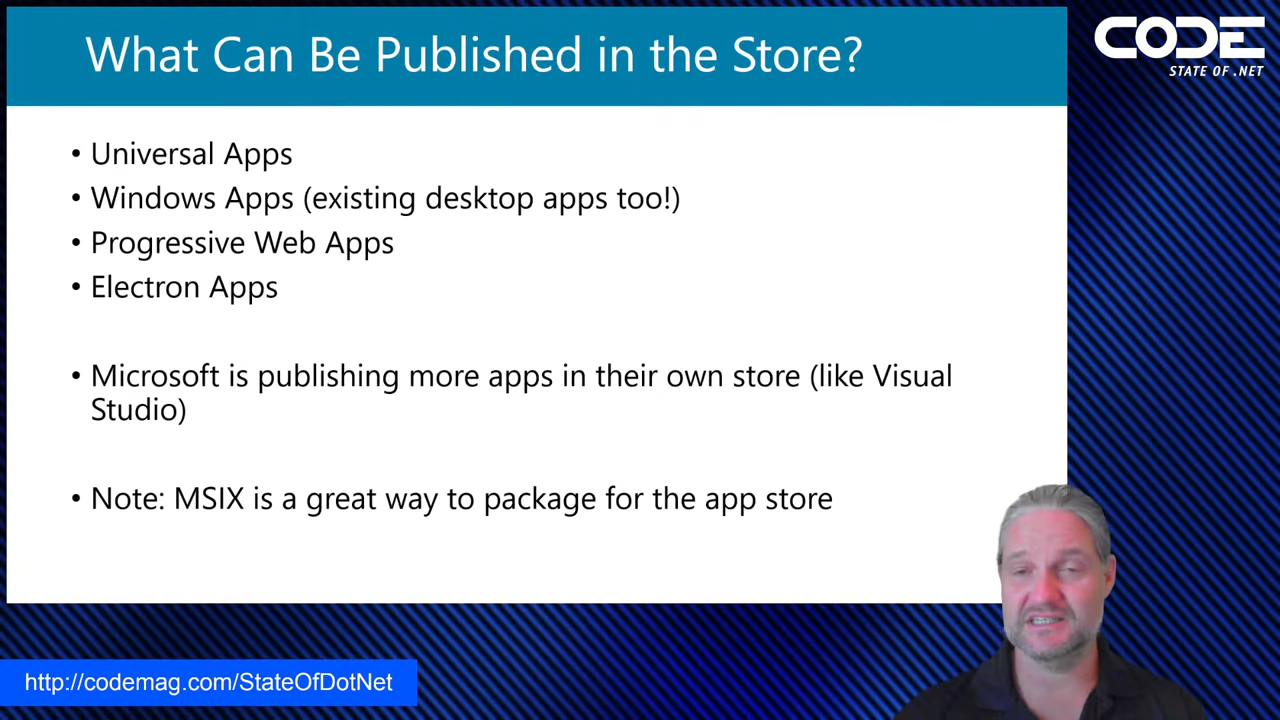 What Can Be Published in the Store?
CODE
STATE OF .NET
• Universal Apps
• Windows Apps (existing desktop apps too!)
• Progressive Web Apps
• Electron Apps
• Microsoft is publishing more apps in their own store (like Visual
Studio)
• Note: MSIX is a great way to package for the app store
http://codemag.com/StateOfDotNet